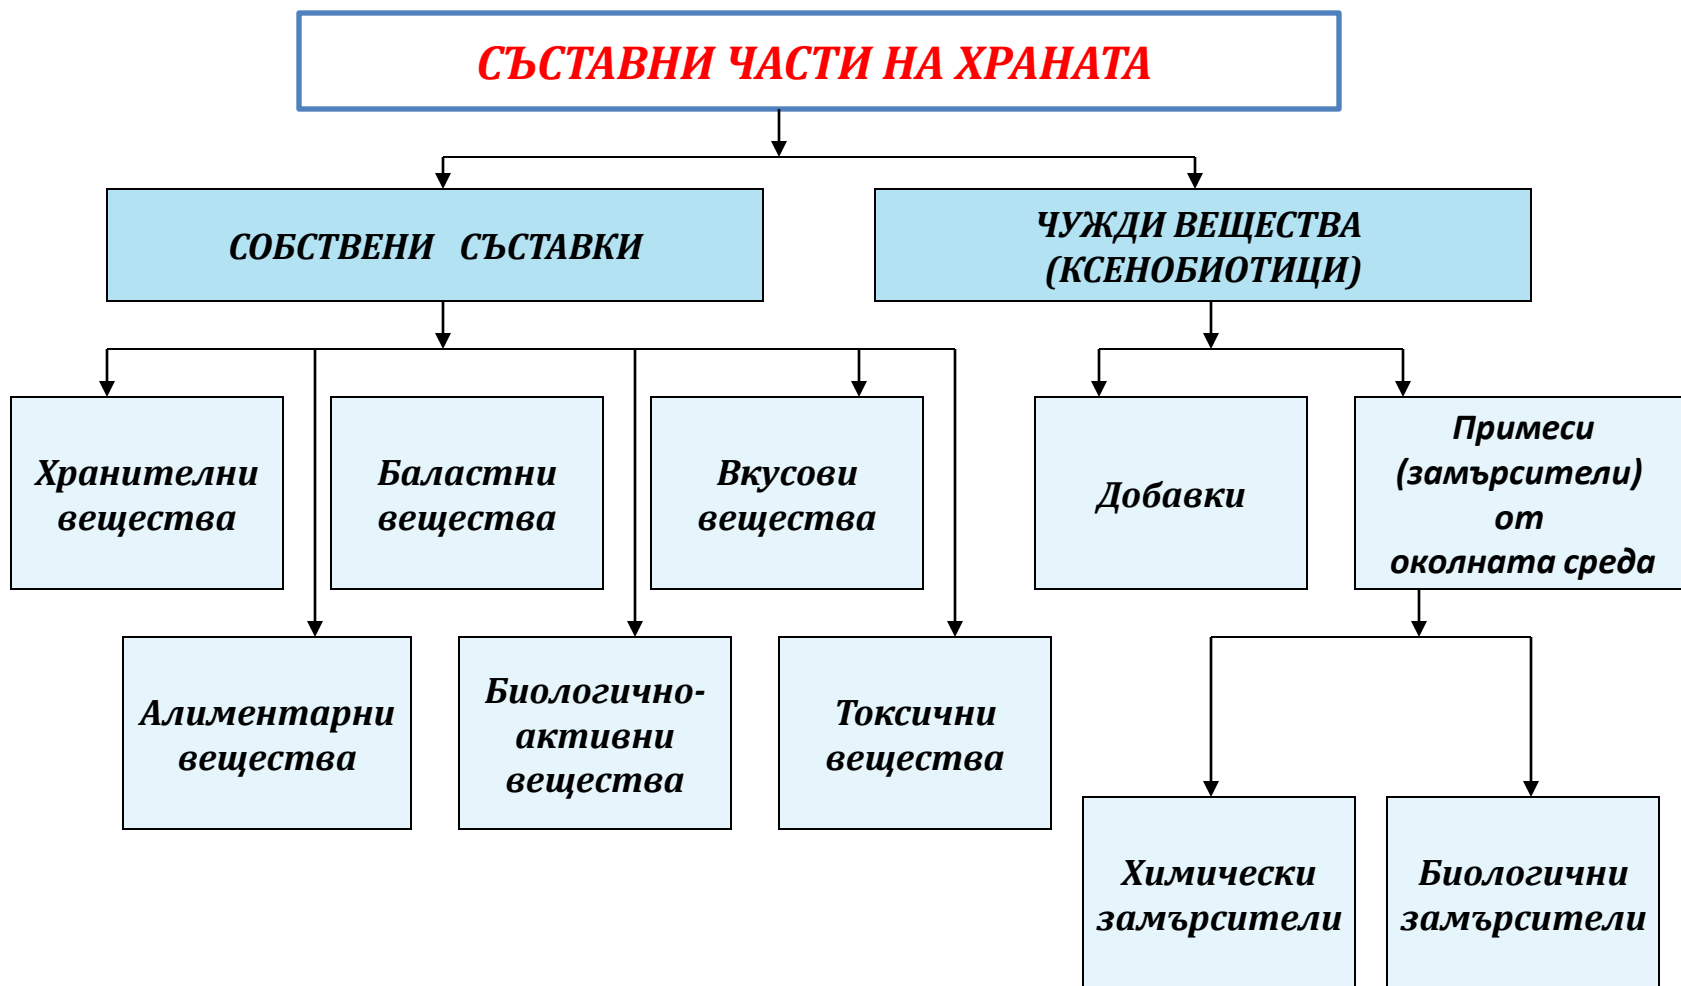 СЪСТАВНИ ЧАСТИ НА ХРАНАТА
СОБСТВЕНИ СЪСТАВКИ
ЧУЖДИ ВЕЩЕСТВА
(КСЕНОБИОТИЦИ)
Хранителни
вещества
Баластни
вещества
Вкусови
вещества
Добавки
Примеси
(замърсители)
от
околната среда
Алиментарни
вещества
Биологично-
активни
вещества
Токсични
вещества
Химически
замърсители
Биологични
замърсители